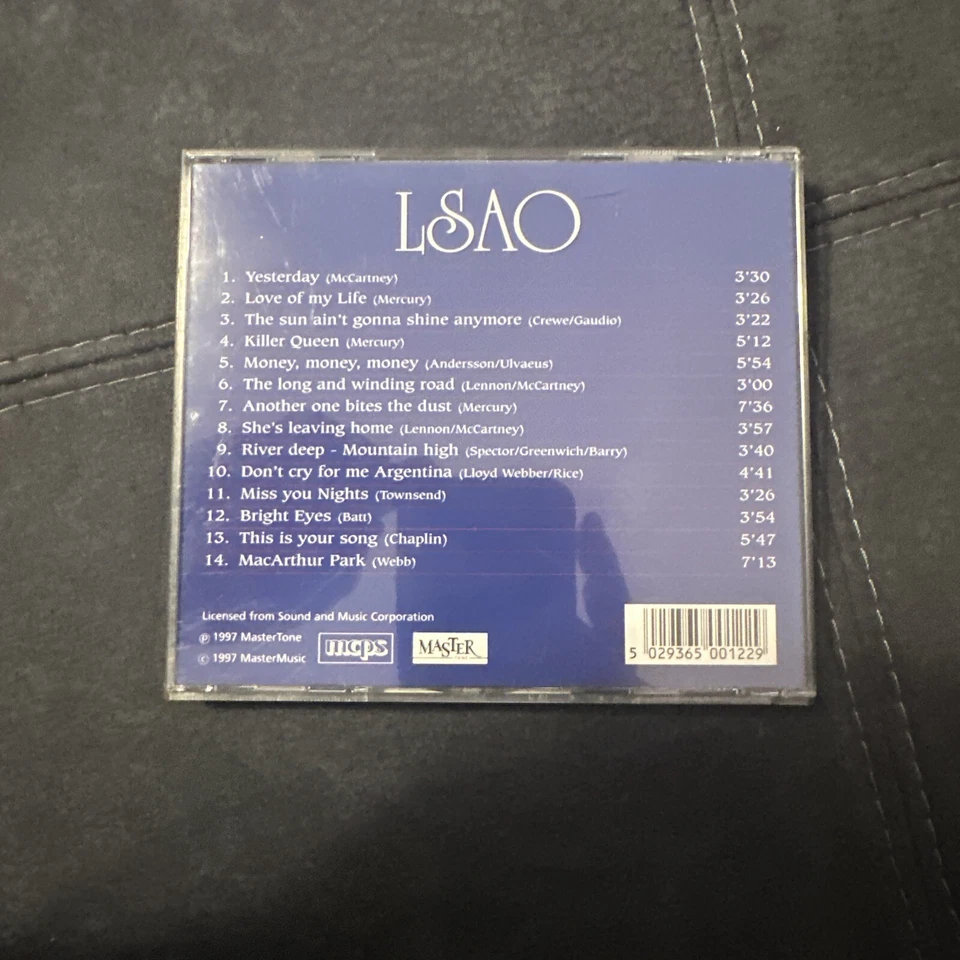 LSAO
1. Yesterday (McCartney) 3'30
2. Love of my Life (Mercury) 3'26
3. The sun ain't gonna shine anymore (Crewe/Gaudio) 3'22
4. Killer Queen (Mercury) 5'12
5. Money, money, money (Andersson/Ulvaeus) 5'54
6. The long and winding road (Lennon/McCartney) 3'00
7. Another one bites the dust (Mercury) 7'36
8. She's leaving home (Lennon/McCartney) 3'57
9. River deep - Mountain high (Spector/Greenwich/Barry) 3'40
10. Don't cry for me Argentina (Lloyd Webber/Rice) 4'41
11. Miss you Nights (Townsend) 3'26
12. Bright Eyes (Batt) 3'54
13. This is your song (Chaplin) 5'47
14. MacArthur Park (Webb) 7'13
Licensed from Sound and Music Corporation
℗ 1997 MasterTone
© 1997 MasterMusic
mcps
MASTER
5 029365 001229